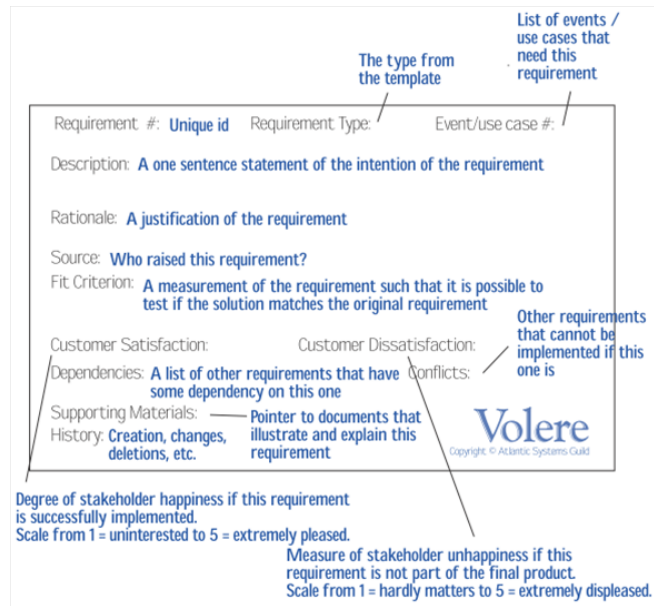 List of events /
use cases that
need this
requirement
The type from
the template
Requirement #: Unique id Requirement Type: Event/use case #:
Description: A one sentence statement of the intention of the requirement
Rationale: A justification of the requirement
Source: Who raised this requirement?
Fit Criterion: A measurement of the requirement such that it is possible to
test if the solution matches the original requirement
Other requirements
that cannot be
implemented if this
one is
Customer Satisfaction: Customer Dissatisfaction:
Dependencies: A list of other requirements that have
some dependency on this one
Conflicts:
Supporting Materials: Pointer to documents that
illustrate and explain this
requirement
History: Creation, changes,
deletions, etc.
Volere
Copyright © Atlantic Systems Guild
Degree of stakeholder happiness if this requirement
is successfully implemented.
Scale from 1 = uninterested to 5 = extremely pleased.
Measure of stakeholder unhappiness if this
requirement is not part of the final product.
Scale from 1 = hardly matters to 5 = extremely displeased.